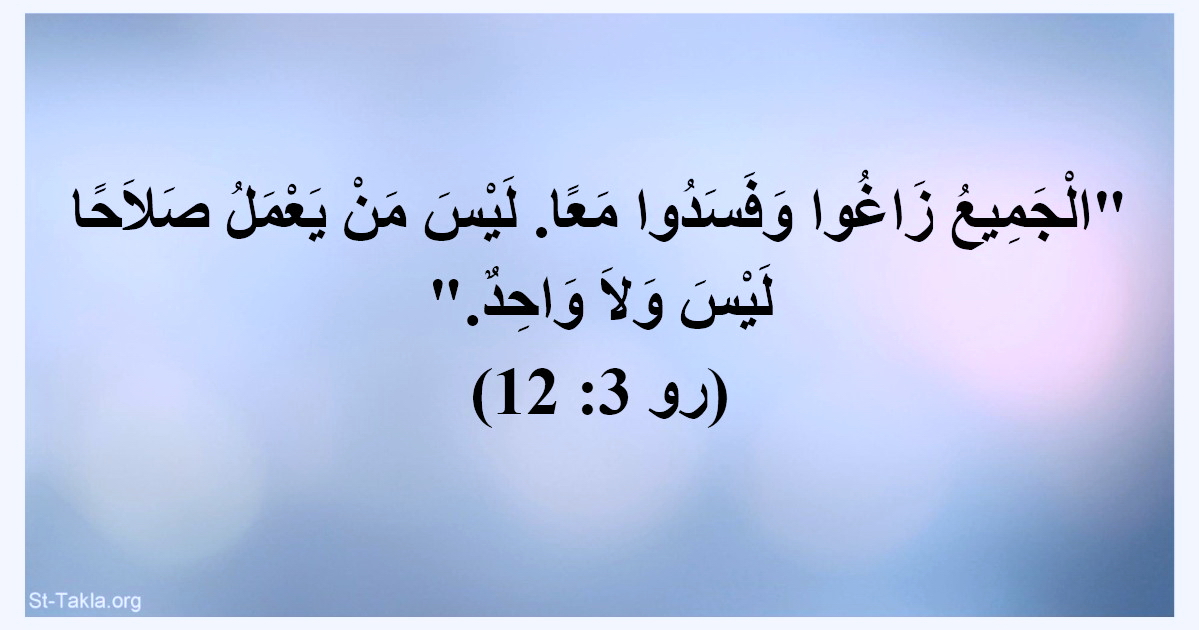 "الْجَمِيعُ زَاغُوا وَفَسَدُوا مَعًا. لَيْسَ مَنْ يَعْمَلُ صَلاَحًا
لَيْسَ وَلاَ وَاحِدٌ."
(رو 3: 12)
St-Takla.org